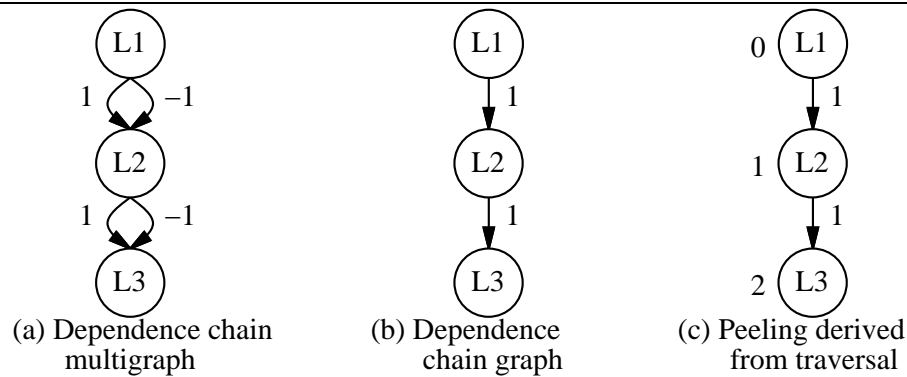 L1
1 –1
L2
1 –1
L3
(a) Dependence chain
multigraph
L1
1
L2
1
L3
(b) Dependence
chain graph
0 L1
1
1 L2
1
2 L3
(c) Peeling derived
from traversal